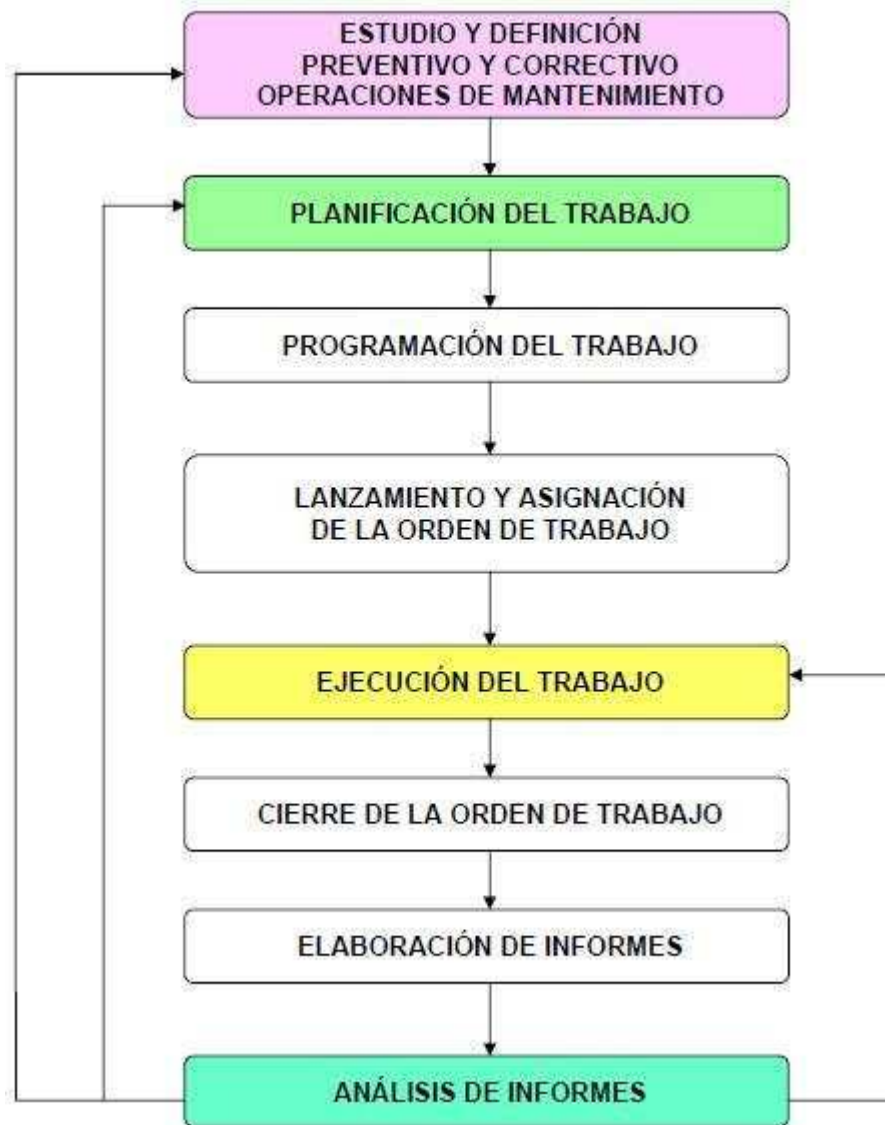 ESTUDIO Y DEFINICIÓN
PREVENTIVO Y CORRECTIVO
OPERACIONES DE MANTENIMIENTO
PLANIFICACIÓN DEL TRABAJO
PROGRAMACIÓN DEL TRABAJO
LANZAMIENTO Y ASIGNACIÓN
DE LA ORDEN DE TRABAJO
EJECUCIÓN DEL TRABAJO
CIERRE DE LA ORDEN DE TRABAJO
ELABORACIÓN DE INFORMES
ANÁLISIS DE INFORMES